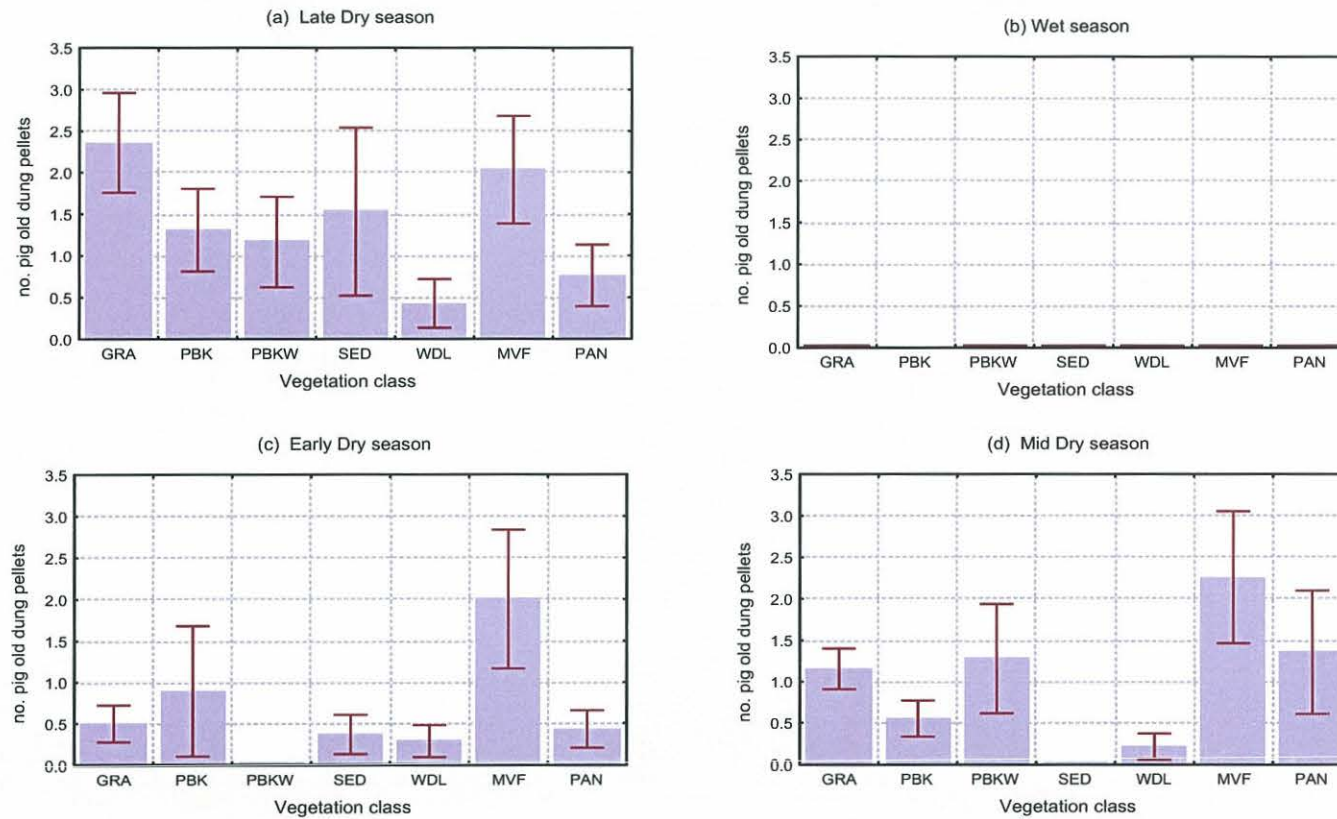 (a) Late Dry season
3.5
3.0
2.5
2.0
1.5
1.0
0.5
0.0
no. pig old dung pellets
GRA PBK PBKW SED WDL MVF PAN
Vegetation class
(b) Wet season
3.5
3.0
2.5
2.0
1.5
1.0
0.5
0.0
no. pig old dung pellets
GRA PBK PBKW SED WDL MVF PAN
Vegetation class
(c) Early Dry season
3.5
3.0
2.5
2.0
1.5
1.0
0.5
0.0
no. pig old dung pellets
GRA PBK PBKW SED WDL MVF PAN
Vegetation class
(d) Mid Dry season
3.5
3.0
2.5
2.0
1.5
1.0
0.5
0.0
no. pig old dung pellets
GRA PBK PBKW SED WDL MVF PAN
Vegetation class